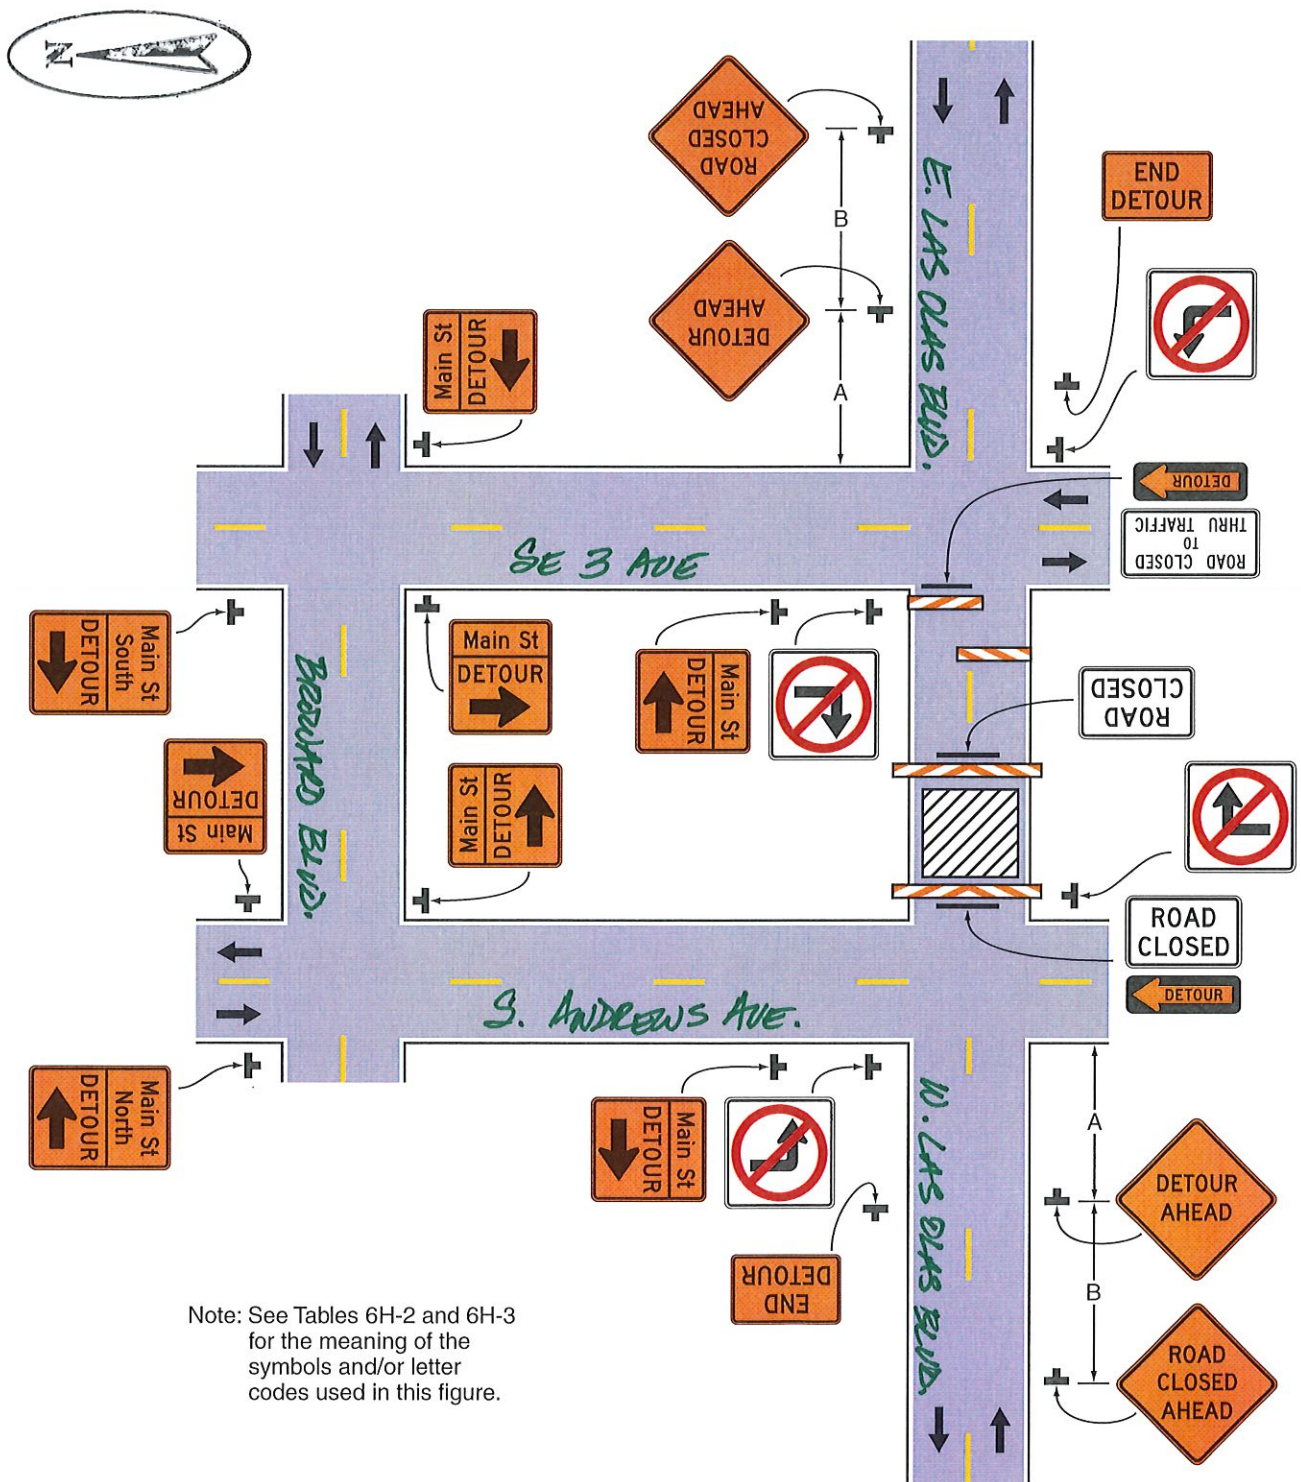 N
ROAD
CLOSED
AHEAD
B
DETOUR
AHEAD
A
E. LAS OLAS BLVD.
END
DETOUR
Main St
DETOUR
DETOUR
ROAD CLOSED
TO
THRU TRAFFIC
SE 3 AVE
Main St
South
DETOUR
Main St
DETOUR
Main St
DETOUR
ROAD
CLOSED
BROWARD BLVD.
Main St
DETOUR
Main St
DETOUR
ROAD
CLOSED
DETOUR
S. ANDREWS AVE.
Main St
North
DETOUR
Main St
DETOUR
END
DETOUR
W. LAS OLAS BLVD.
A
DETOUR
AHEAD
B
ROAD
CLOSED
AHEAD
Note: See Tables 6H-2 and 6H-3
for the meaning of the
symbols and/or letter
codes used in this figure.